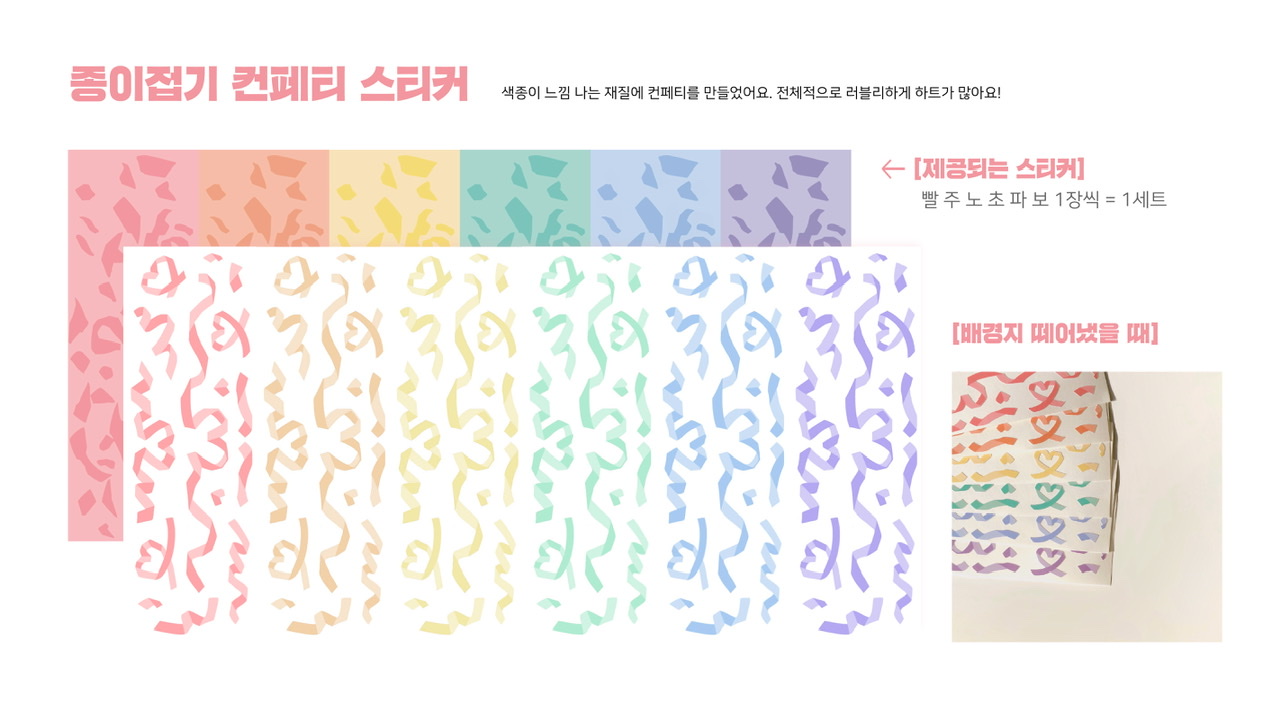 종이접기 컨페티 스티커
색종이 느낌 나는 재질에 컨페티를 만들었어요. 전체적으로 러블리하게 하트가 많아요!
← [제공되는 스티커]
빨 주 노 초 파 보 1장씩 = 1세트
[배경지 떼어냈을 때]